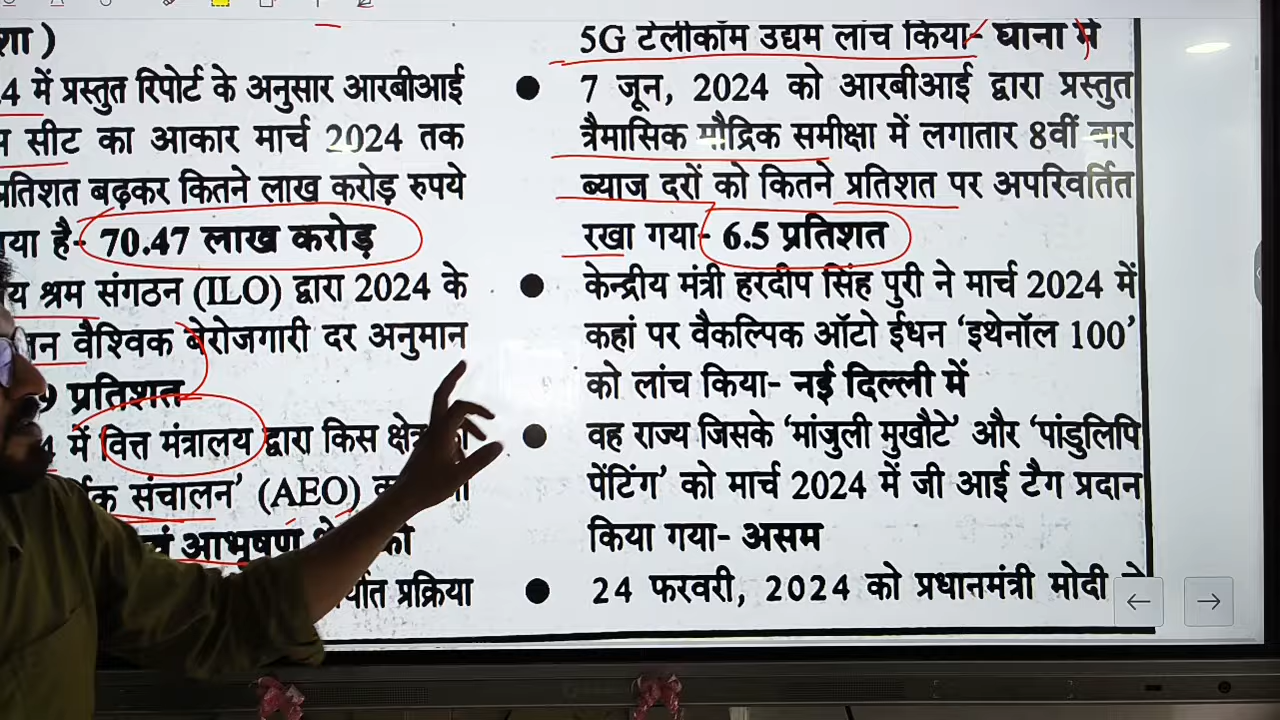 शा )
.4 में प्रस्तुत रिपोर्ट के अनुसार आरबीआई
सीट का आकार मार्च 2024 तक
प्रतिशत बढ़कर कितने लाख करोड़ रुपये
या है- 70.47 लाख करोड़
य श्रम संगठन (ILO) द्वारा 2024 के
वैश्विक बेरोजगारी दर अनुमान
9 प्रतिशत
4 में वित्त मंत्रालय द्वारा किस क्षेत्र
क संचालन’ (AEO)
एवं आभूषण क्षेत्र को
र्यात प्रक्रिया
5G टेलीकॉम उद्यम लांच किया- घाना में
● 7 जून, 2024 को आरबीआई द्वारा प्रस्तुत
त्रैमासिक मौद्रिक समीक्षा में लगातार 8वीं बार
ब्याज दरों को कितने प्रतिशत पर अपरिवर्तित
रखा गया- 6.5 प्रतिशत
● केन्द्रीय मंत्री हरदीप सिंह पुरी ने मार्च 2024 में
कहां पर वैकल्पिक ऑटो ईधन ‘इथेनॉल 100’
को लांच किया- नई दिल्ली में
● वह राज्य जिसके ‘मांजुली मुखौटे’ और ‘पांडुलिपि
पेंटिंग’ को मार्च 2024 में जी आई टैग प्रदान
किया गया- असम
● 24 फरवरी, 2024 को प्रधानमंत्री मोदी ने